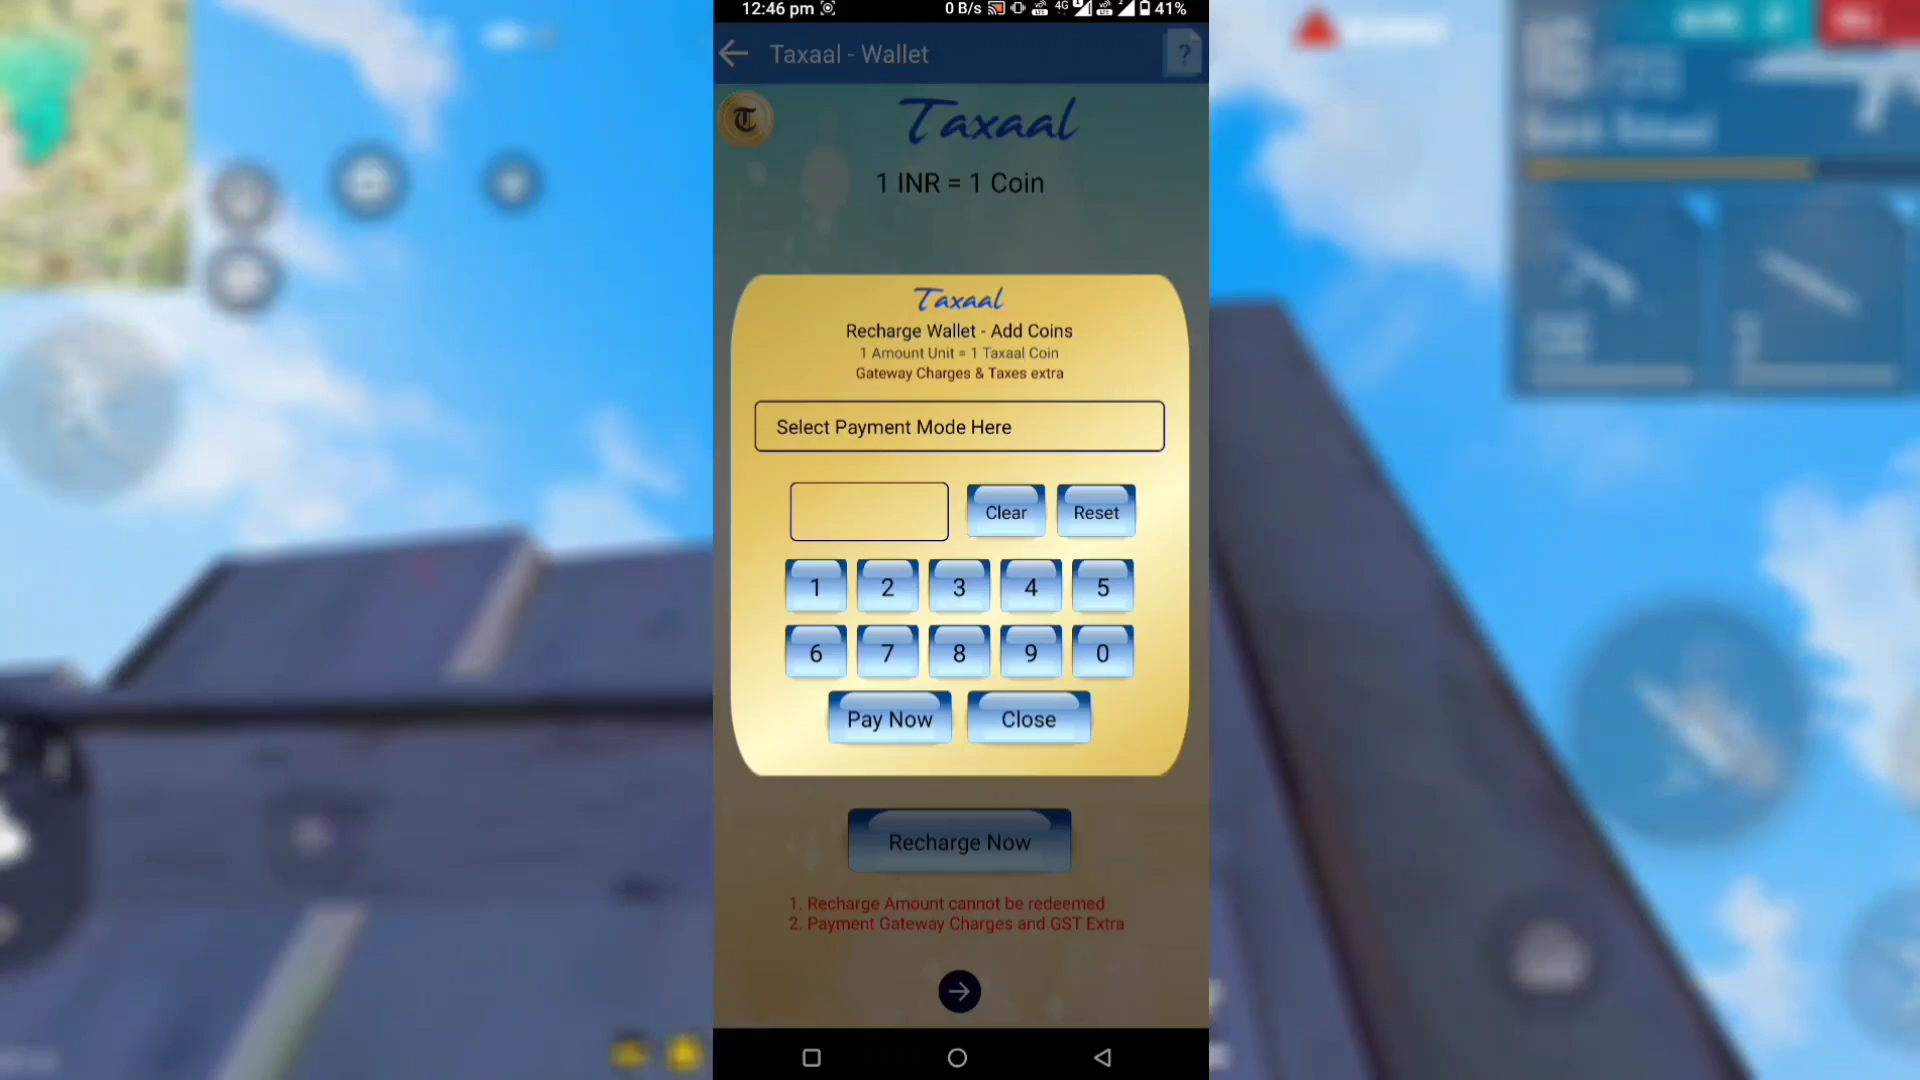 12:46 pm 0 B/s 4G 41%
Taxaal - Wallet ?
Taxaal
1 INR = 1 Coin
Taxaal
Recharge Wallet - Add Coins
1 Amount Unit = 1 Taxaal Coin
Gateway Charges & Taxes extra
Select Payment Mode Here
Clear Reset
1 2 3 4 5
6 7 8 9 0
Pay Now Close
Recharge Now
1. Recharge Amount cannot be redeemed
2. Payment Gateway Charges and GST Extra